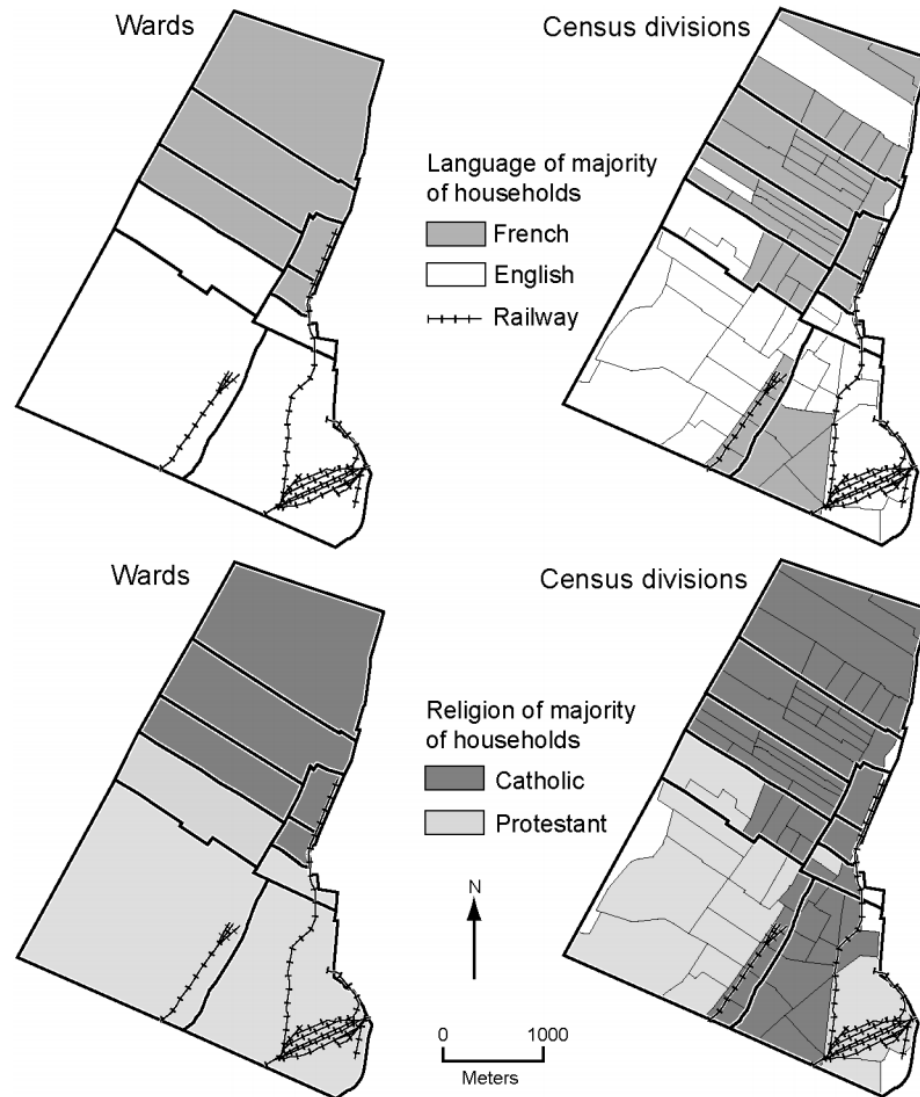 Wards
Census divisions
Language of majority
of households
French
English
Railway
Wards
Census divisions
Religion of majority
of households
Catholic
Protestant
N
0 1000
Meters